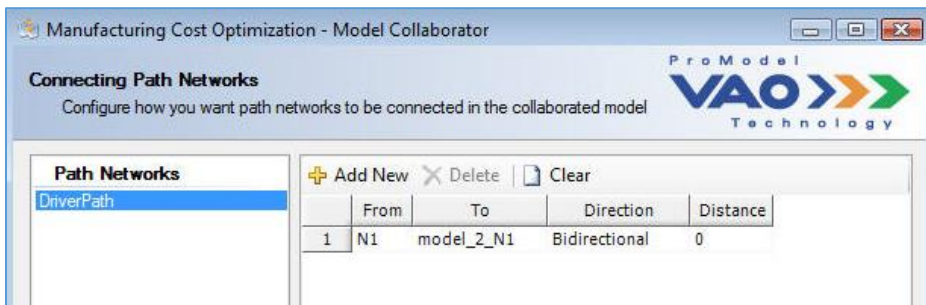 Manufacturing Cost Optimization - Model Collaborator
Connecting Path Networks
Configure how you want path networks to be connected in the collaborated model
ProModel
VAO
Technology
Path Networks
DriverPath
Add New Delete Clear
From To Direction Distance
1 N1 model_2_N1 Bidirectional 0